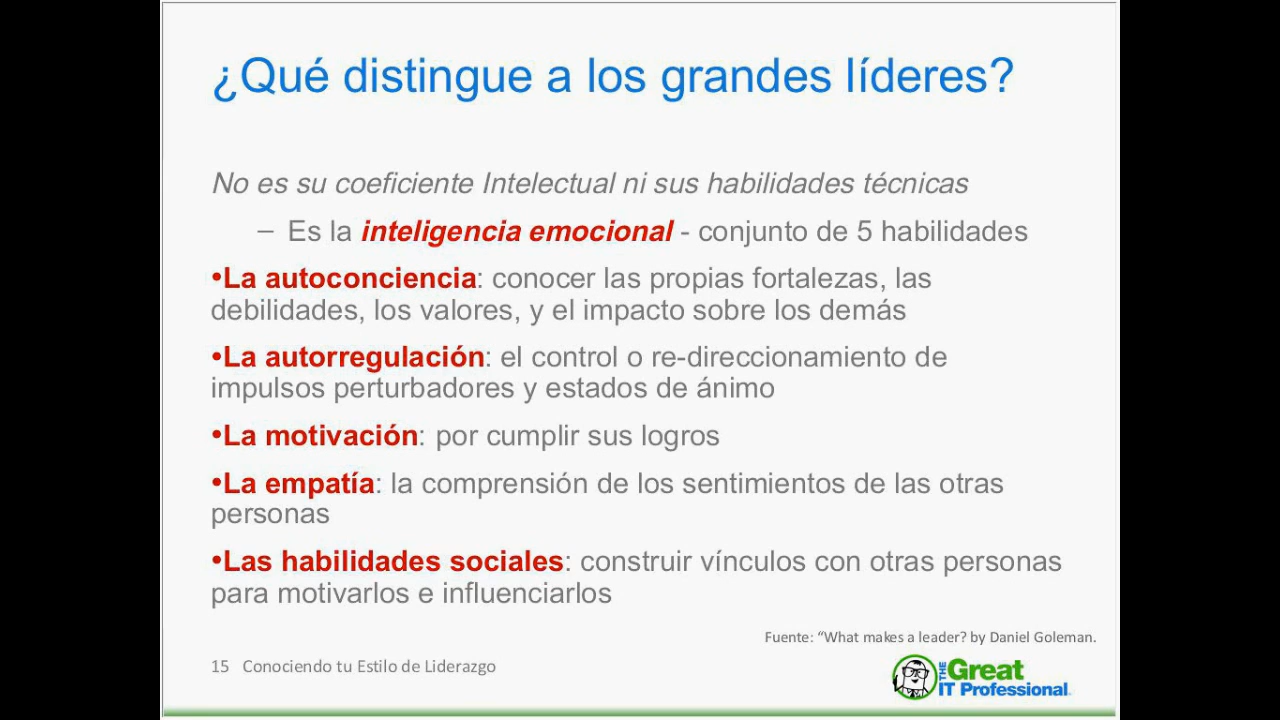 ¿Qué distingue a los grandes líderes?
No es su coeficiente Intelectual ni sus habilidades técnicas
– Es la inteligencia emocional - conjunto de 5 habilidades
•La autoconciencia: conocer las propias fortalezas, las
debilidades, los valores, y el impacto sobre los demás
•La autorregulación: el control o re-direccionamiento de
impulsos perturbadores y estados de ánimo
•La motivación: por cumplir sus logros
•La empatía: la comprensión de los sentimientos de las otras
personas
•Las habilidades sociales: construir vínculos con otras personas
para motivarlos e influenciarlos
Fuente: “What makes a leader? by Daniel Goleman.
15 Conociendo tu Estilo de Liderazgo
THE Great
IT Professional